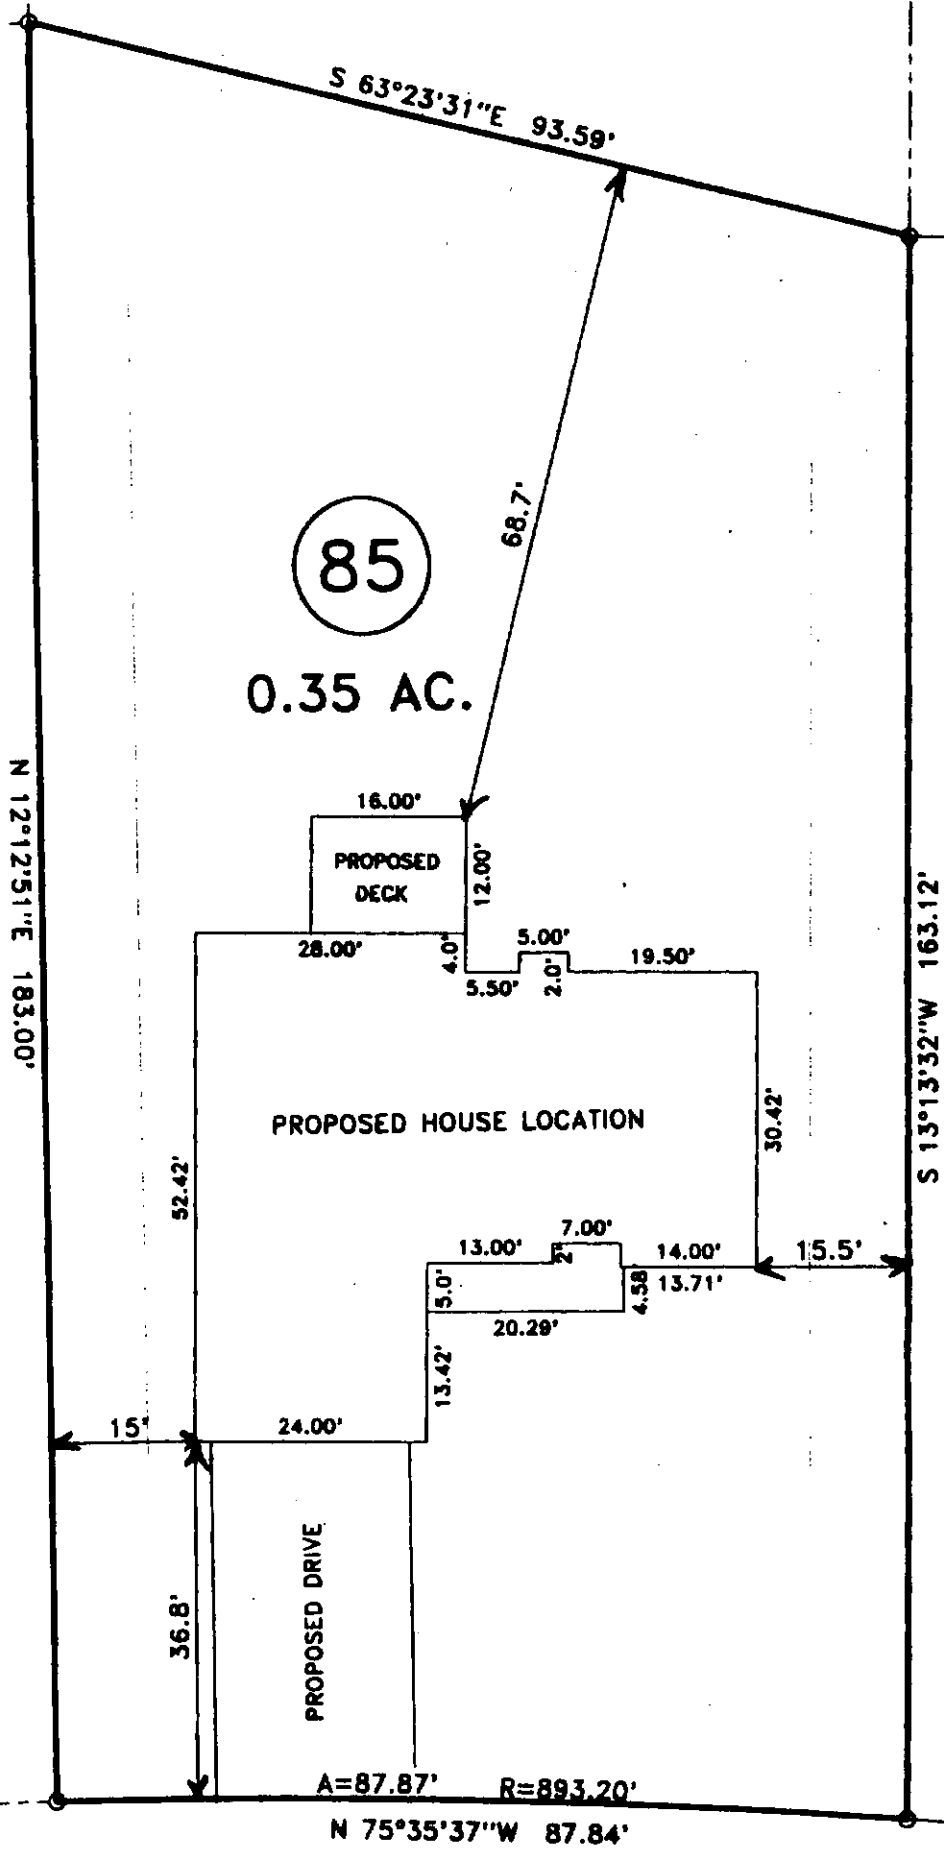 S 63°23'31"E 93.59'
68.7'
85
0.35 AC.
N 12°12'51"E 183.00'
S 13°13'32"W 163.12'
16.00'
PROPOSED
DECK
12.00'
28.00'
4.0'
5.00'
5.50'
2.0'
19.50'
PROPOSED HOUSE LOCATION
30.42'
52.42'
7.00'
13.00'
2'
14.00'
15.5'
5.0'
4.58
13.71'
20.29'
13.42'
15'
24.00'
36.8'
PROPOSED DRIVE
A=87.87' R=893.20'
N 75°35'37"W 87.84'